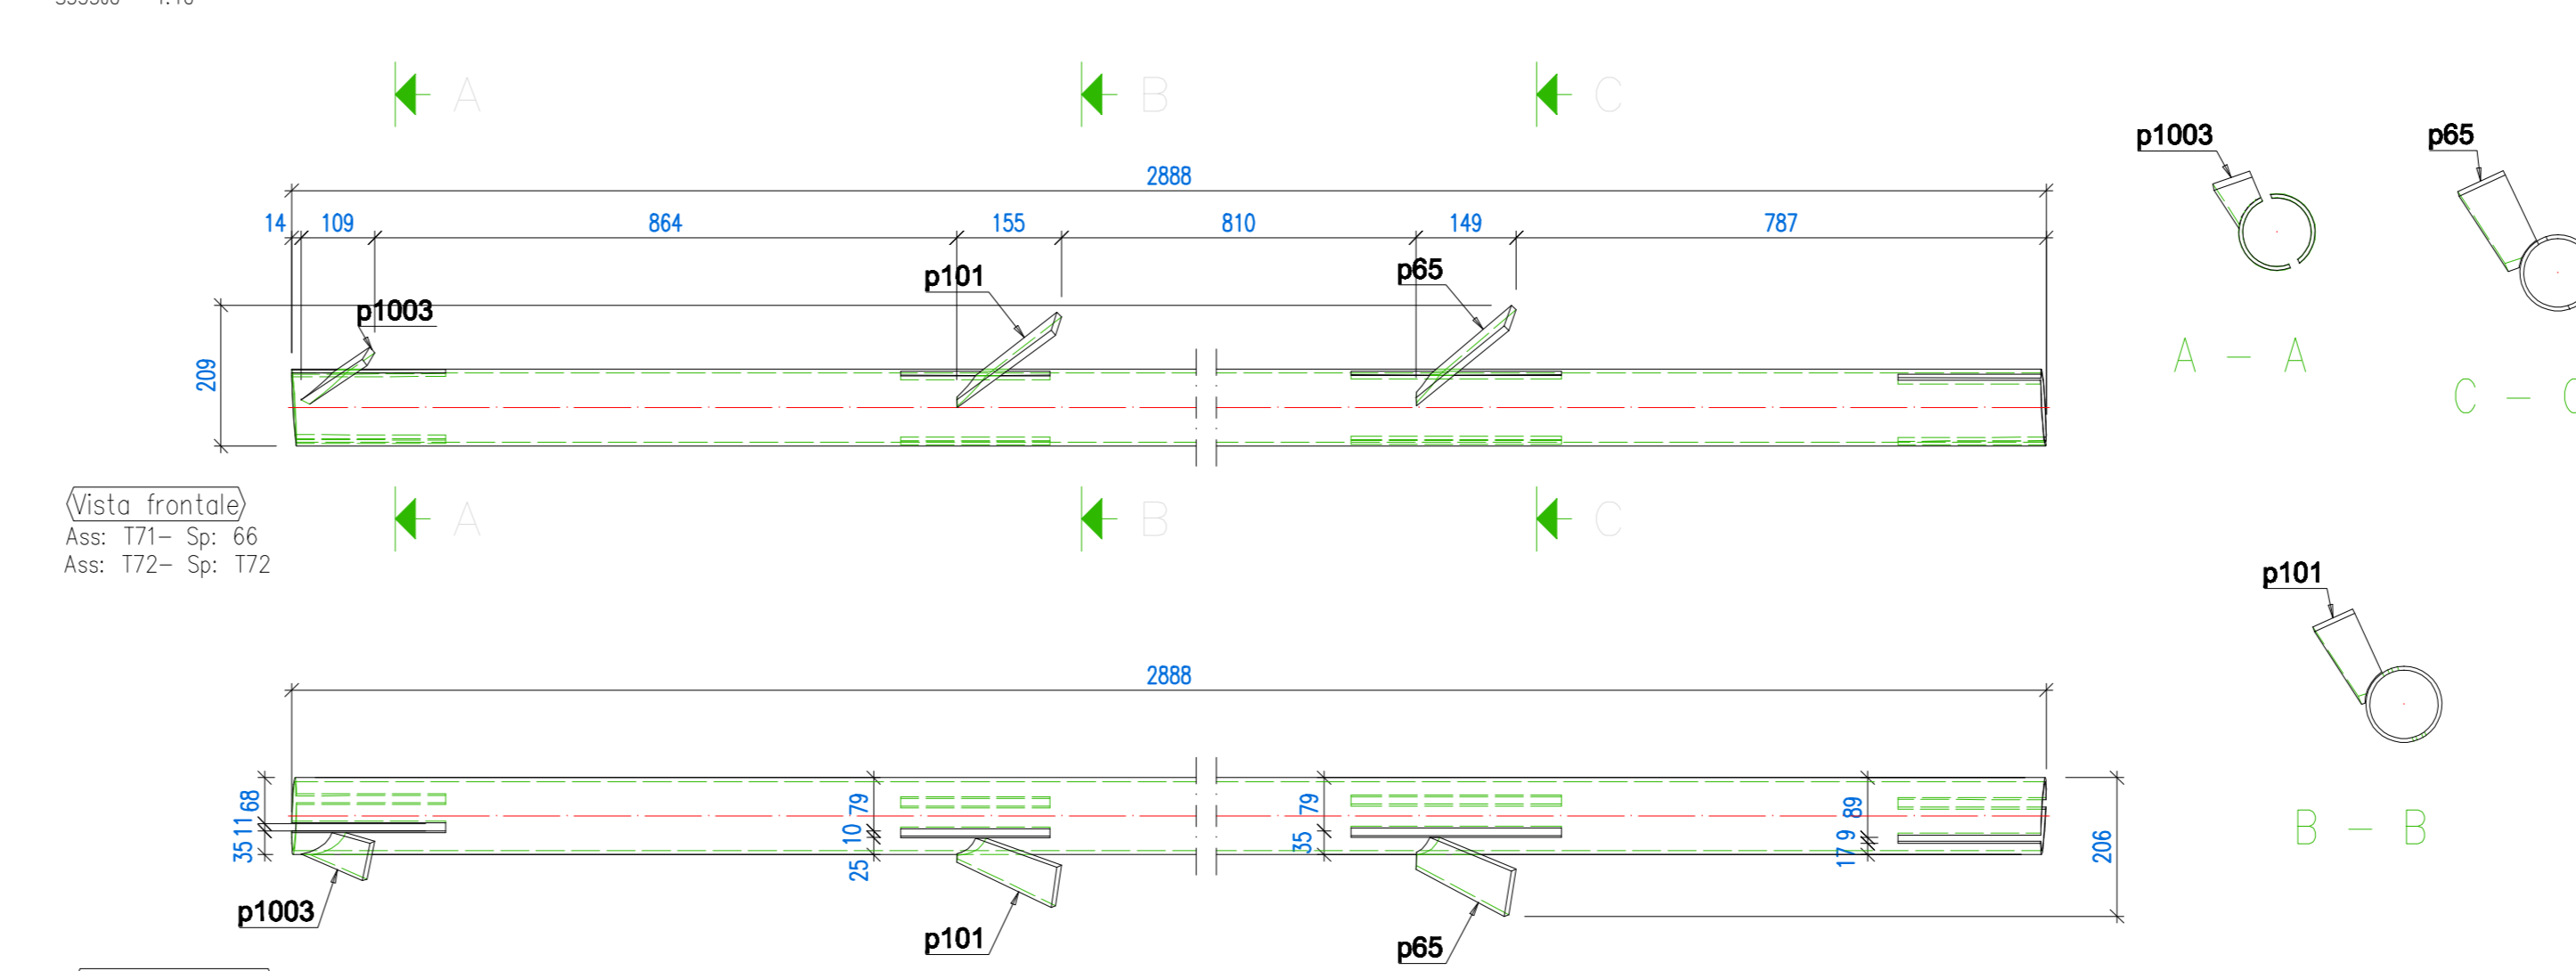 A B C
p1003 p65
2888
14 109 864 155 810 149 787
p101 p65
p1003
209
A - A
C - C
Vista frontale
Ass: T71- Sp: 66
Ass: T72- Sp: T72
A B C
p101
2888
35 11 68
25 10 79
35 79
17 9 89
206
B - B
p1003
p101
p65